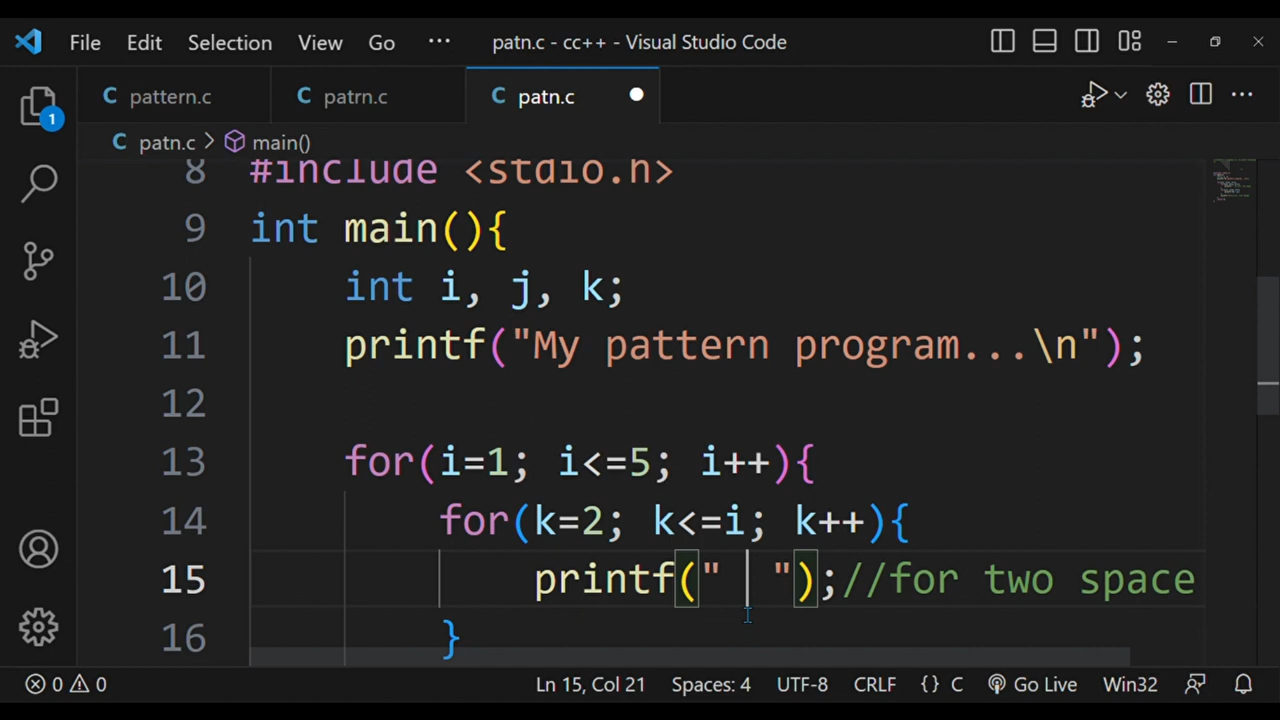 File Edit Selection View Go ··· patn.c - cc++ - Visual Studio Code
C pattern.c C patrn.c C patn.c
1
C patn.c > main()
8 #include <stdio.h>
9 int main(){
10 int i, j, k;
11 printf("My pattern program...\n");
12
13 for(i=1; i<=5; i++){
14 for(k=2; k<=i; k++){
15 printf("  ");//for two space
16 }
0 0 Ln 15, Col 21 Spaces: 4 UTF-8 CRLF {} C Go Live Win32